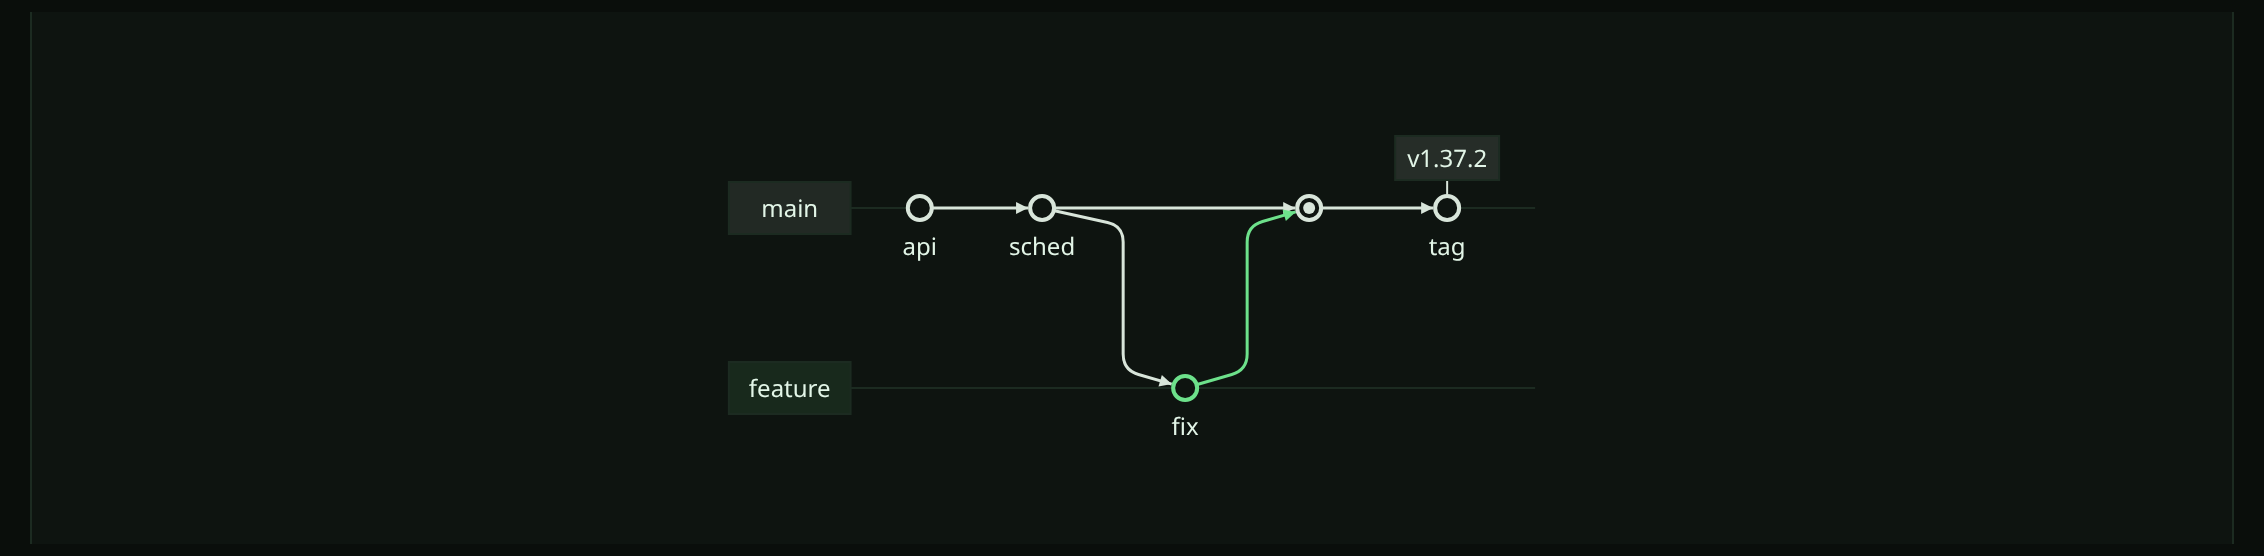 v1.37.2
main
api
sched
tag
feature
fix